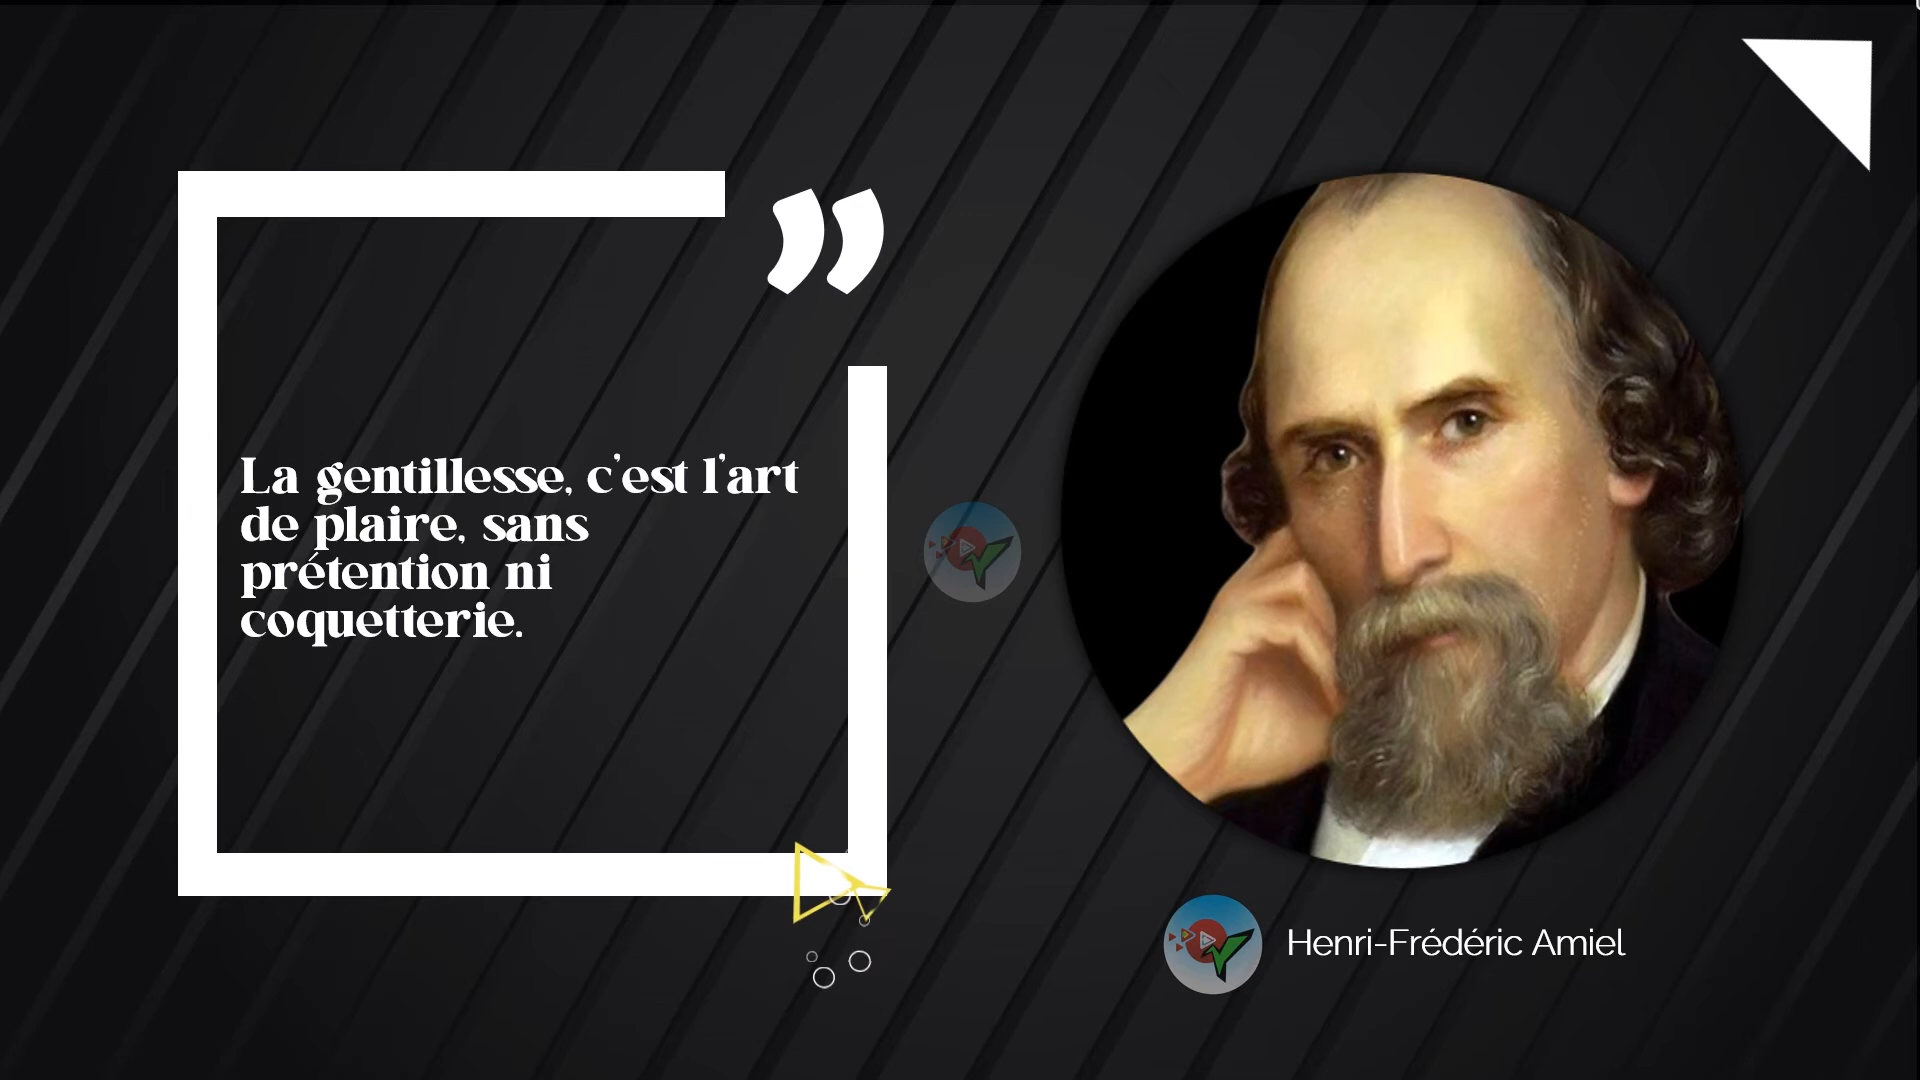 La gentillesse, c'est l'art
de plaire, sans
prétention ni
coquetterie.
Henri-Frédéric Amiel